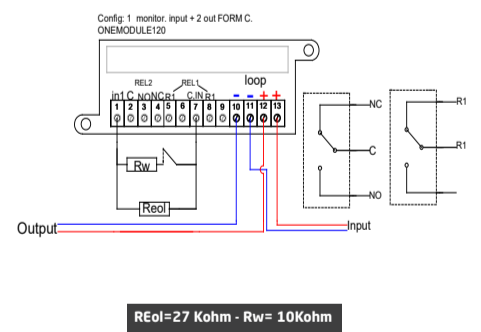 Config: 1 monitor. input + 2 out FORM C.
ONEMODULE120
REL2 REL1 loop
in1 C NO NC R1 C,IN R1 - - + +
1 2 3 4 5 6 7 8 9 10 11 12 13
NC R1
Rw C R1
Reol NO
Output Input
REol=27 Kohm - Rw= 10Kohm